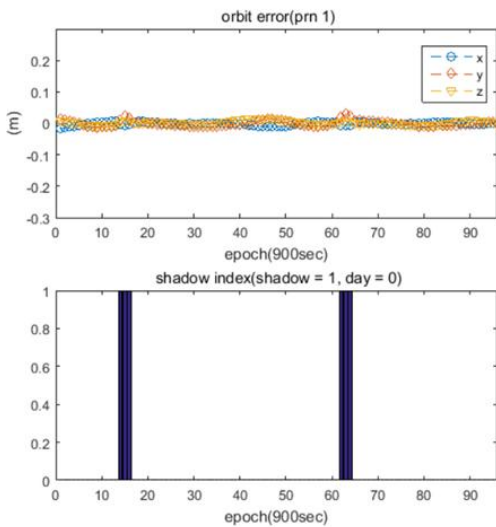 orbit error(prn 1)
0.2
0.1
0
-0.1
-0.2
-0.3
(m)
x
y
z
0 10 20 30 40 50 60 70 80 90
epoch(900sec)
shadow index(shadow = 1, day = 0)
1
0.8
0.6
0.4
0.2
0
0 10 20 30 40 50 60 70 80 90
epoch(900sec)